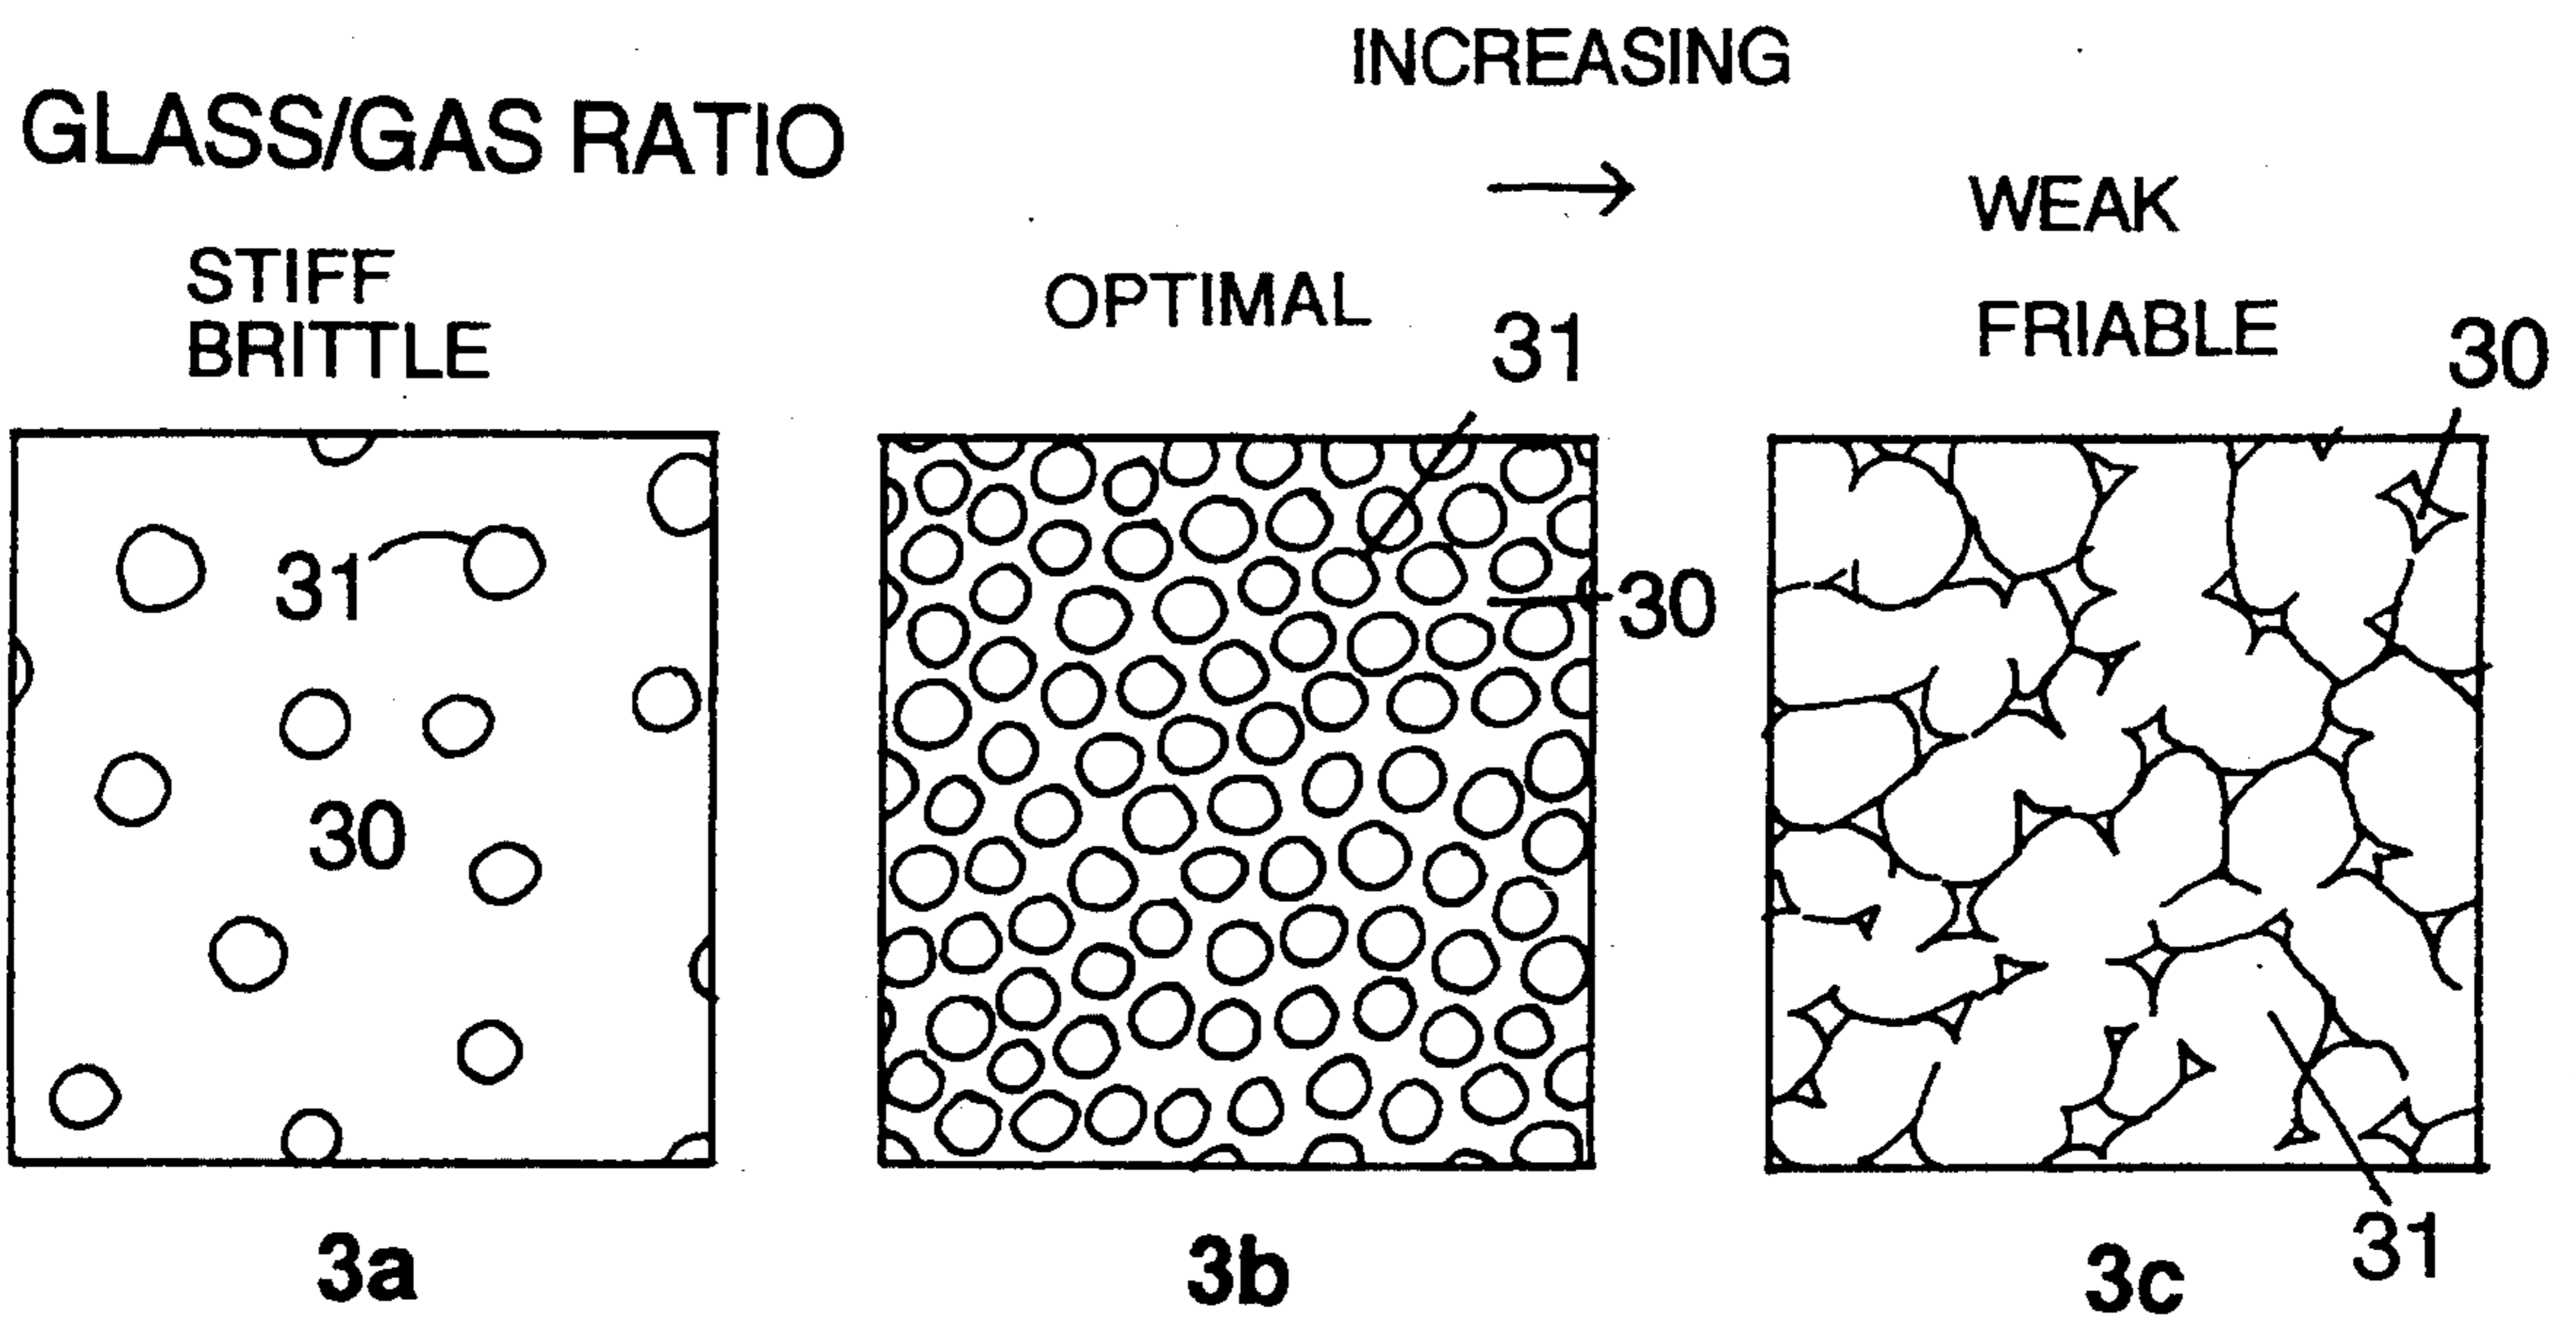 INCREASING
GLASS/GAS RATIO
WEAK
STIFF
BRITTLE
OPTIMAL
FRIABLE
31
30
31
30
30
31
3a
3b
3c